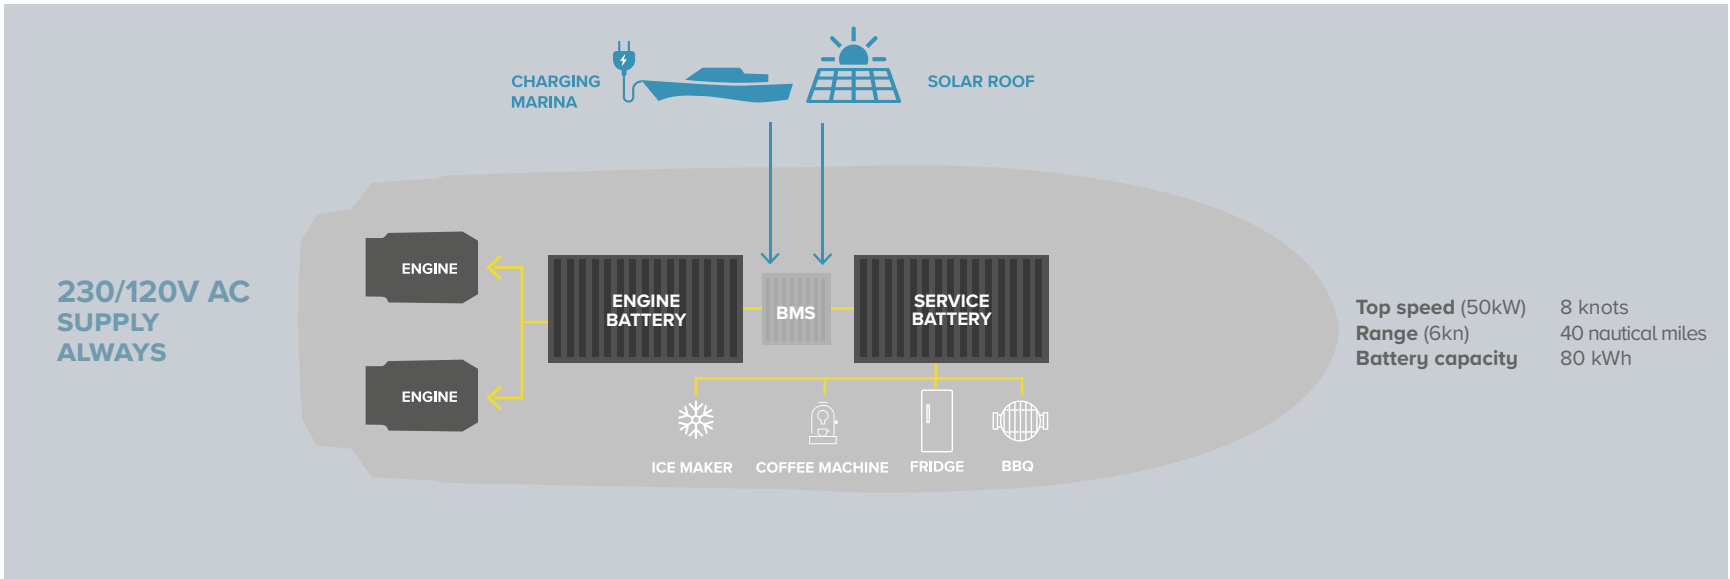 CHARGING
MARINA
SOLAR ROOF
230/120V AC
SUPPLY
ALWAYS
ENGINE
ENGINE
ENGINE
BATTERY
BMS
SERVICE
BATTERY
ICE MAKER
COFFEE MACHINE
FRIDGE
BBQ
Top speed (50kW) 8 knots
Range (6kn) 40 nautical miles
Battery capacity 80 kWh